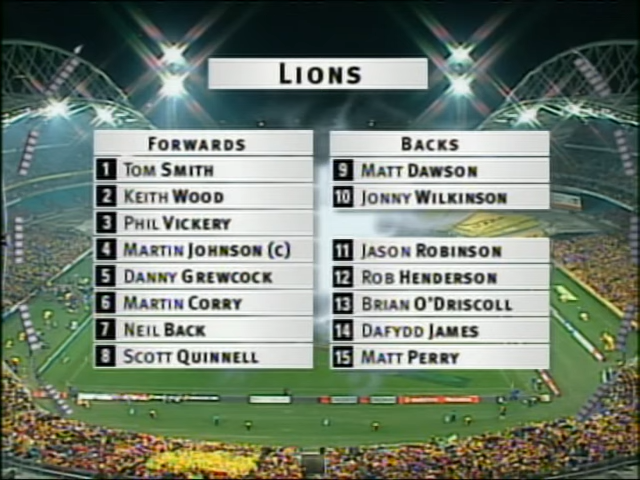 LIONS
FORWARDS
1 TOM SMITH
2 KEITH WOOD
3 PHIL VICKERY
4 MARTIN JOHNSON (C)
5 DANNY GREWCOCK
6 MARTIN CORRY
7 NEIL BACK
8 SCOTT QUINNELL
BACKS
9 MATT DAWSON
10 JONNY WILKINSON
11 JASON ROBINSON
12 ROB HENDERSON
13 BRIAN O'DRISCOLL
14 DAFYDD JAMES
15 MATT PERRY